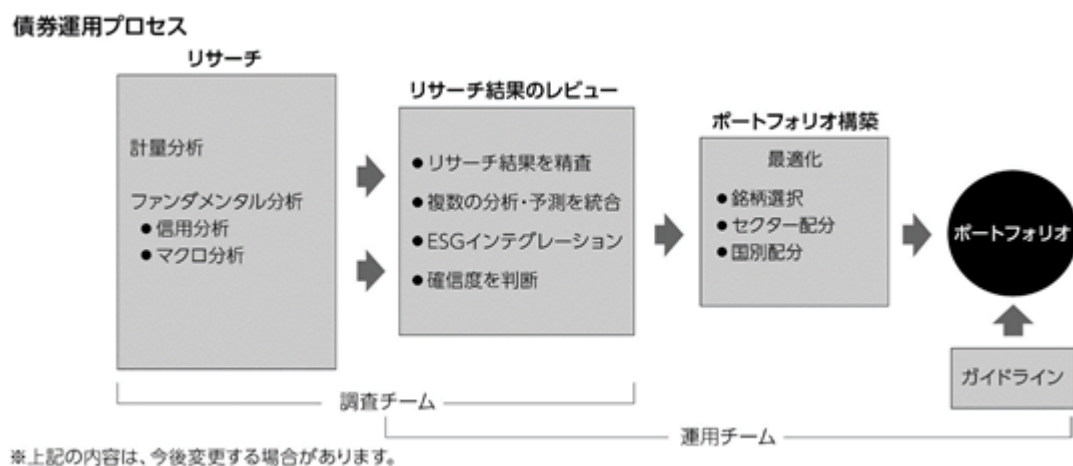 債券運用プロセス
リサーチ
計量分析
ファンダメンタル分析
●信用分析
●マクロ分析
リサーチ結果のレビュー
●リサーチ結果を精査
●複数の分析・予測を統合
●ESGインテグレーション
●確信度を判断
ポートフォリオ構築
最適化
●銘柄選択
●セクター配分
●国別配分
ポートフォリオ
ガイドライン
調査チーム
運用チーム
※上記の内容は、今後変更する場合があります。